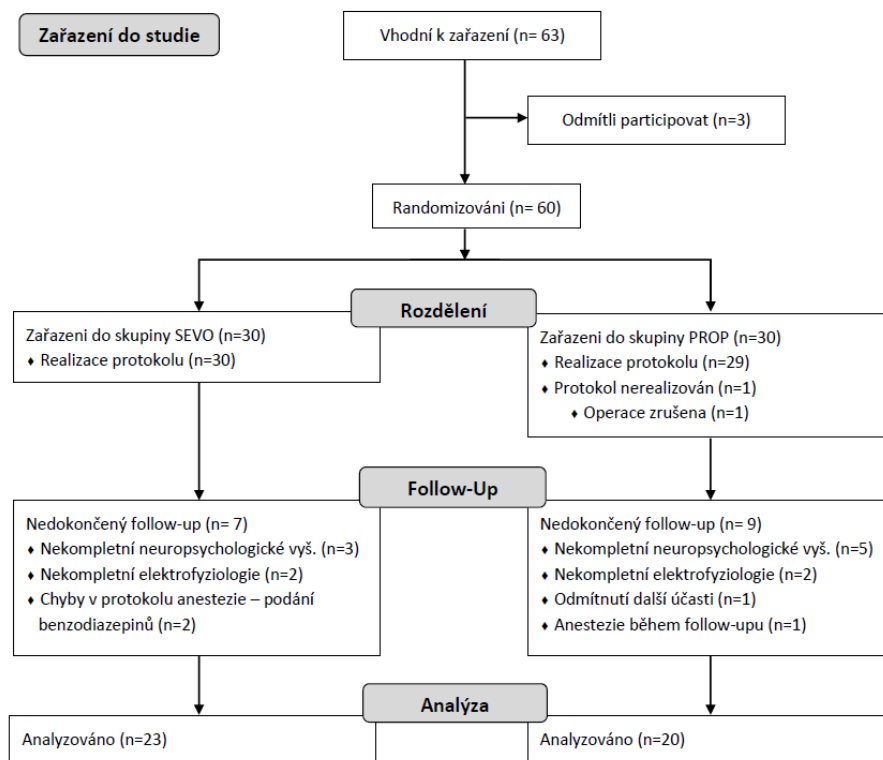 Zařazení do studie
Vhodní k zařazení (n= 63)
Odmítli participovat (n=3)
Randomizováni (n= 60)
Rozdělení
Zařazeni do skupiny SEVO (n=30)
♦ Realizace protokolu (n=30)
Zařazeni do skupiny PROP (n=30)
♦ Realizace protokolu (n=29)
♦ Protokol nerealizován (n=1)
♦ Operace zrušena (n=1)
Follow-Up
Nedokončený follow-up (n= 7)
♦ Nekompletní neuropsychologické vyš. (n=3)
♦ Nekompletní elektrofyziologie (n=2)
♦ Chyby v protokolu anestezie – podání
benzodiazepinů (n=2)
Nedokončený follow-up (n= 9)
♦ Nekompletní neuropsychologické vyš. (n=5)
♦ Nekompletní elektrofyziologie (n=2)
♦ Odmítnutí další účasti (n=1)
♦ Anestezie během follow-upu (n=1)
Analýza
Analyzováno (n=23)
Analyzováno (n=20)